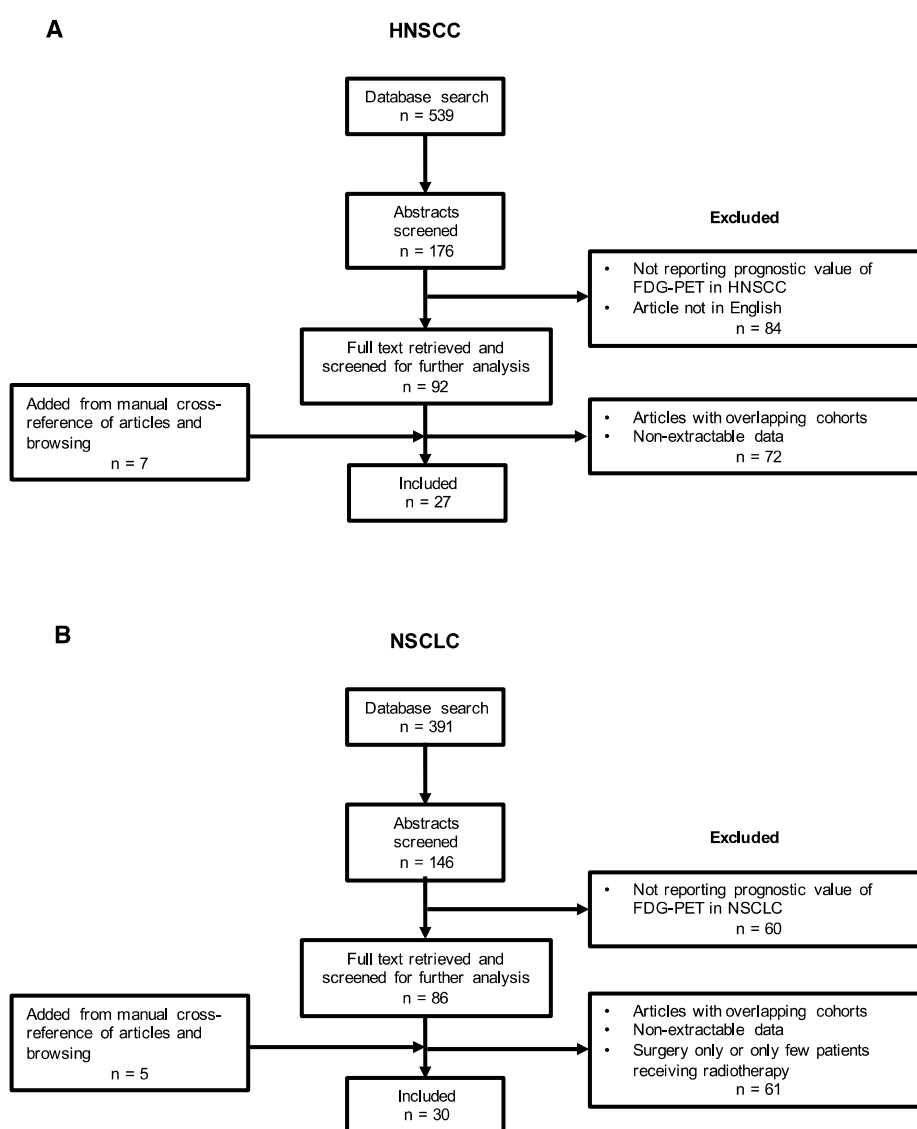 A
HNSCC
Database search
n = 539
Abstracts
screened
n = 176
Excluded
• Not reporting prognostic value of
FDG-PET in HNSCC
• Article not in English
n = 84
Full text retrieved and
screened for further analysis
n = 92
Added from manual cross-
reference of articles and
browsing
n = 7
• Articles with overlapping cohorts
• Non-extractable data
n = 72
Included
n = 27
B
NSCLC
Database search
n = 391
Abstracts
screened
n = 146
Excluded
• Not reporting prognostic value of
FDG-PET in NSCLC
n = 60
Full text retrieved and
screened for further analysis
n = 86
Added from manual cross-
reference of articles and
browsing
n = 5
• Articles with overlapping cohorts
• Non-extractable data
• Surgery only or only few patients
receiving radiotherapy
n = 61
Included
n = 30